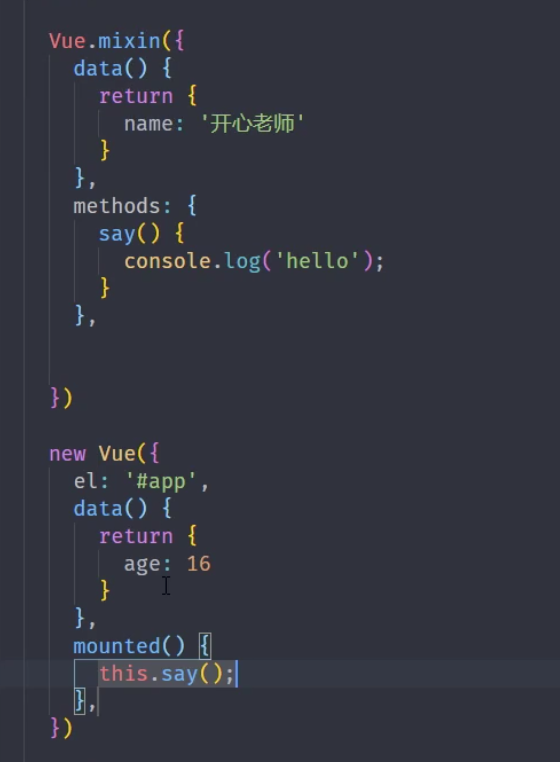 Vue.mixin({
  data() {
    return {
      name: '开心老师'
    }
  },
  methods: {
    say() {
      console.log('hello');
    }
  },
})
new Vue({
  el: '#app',
  data() {
    return {
      age: 16
    }
  },
  mounted() {
    this.say();
  },
})